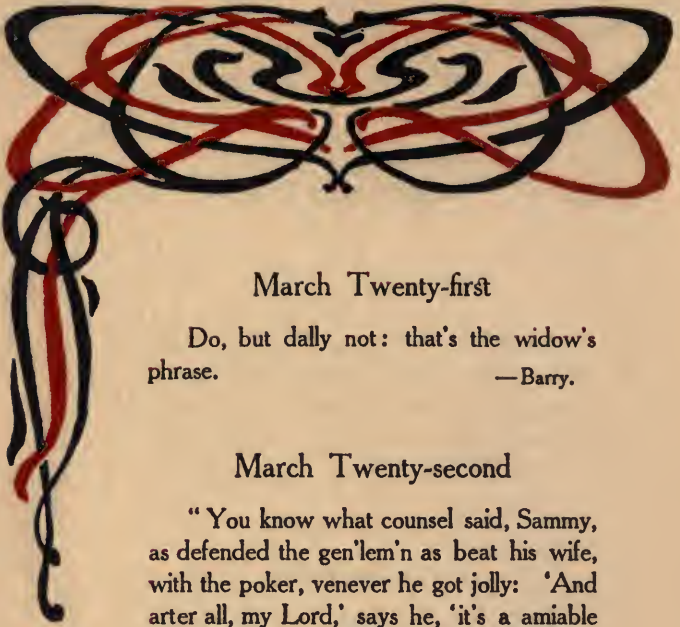 March Twenty-first
Do, but dally not: that's the widow's
phrase. —Barry.
March Twenty-second
"You know what counsel said, Sammy,
as defended the gen'lem'n as beat his wife,
with the poker, venever he got jolly: 'And
arter all, my Lord,' says he, 'it's a amiable